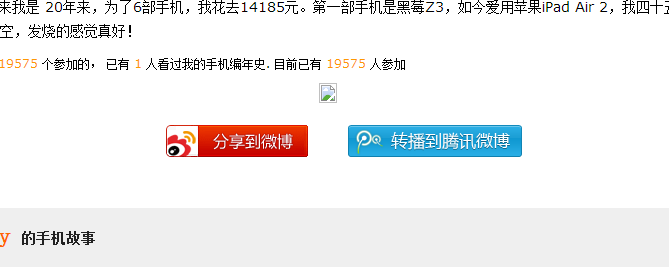 来我是 20年来，为了6部手机，我花去14185元。第一部手机是黑莓Z3，如今爱用苹果iPad Air 2，我四十五
空，发烧的感觉真好！
19575 个参加的， 已有 1 人看过我的手机编年史. 目前已有 19575 人参加
分享到微博
转播到腾讯微博
y 的手机故事